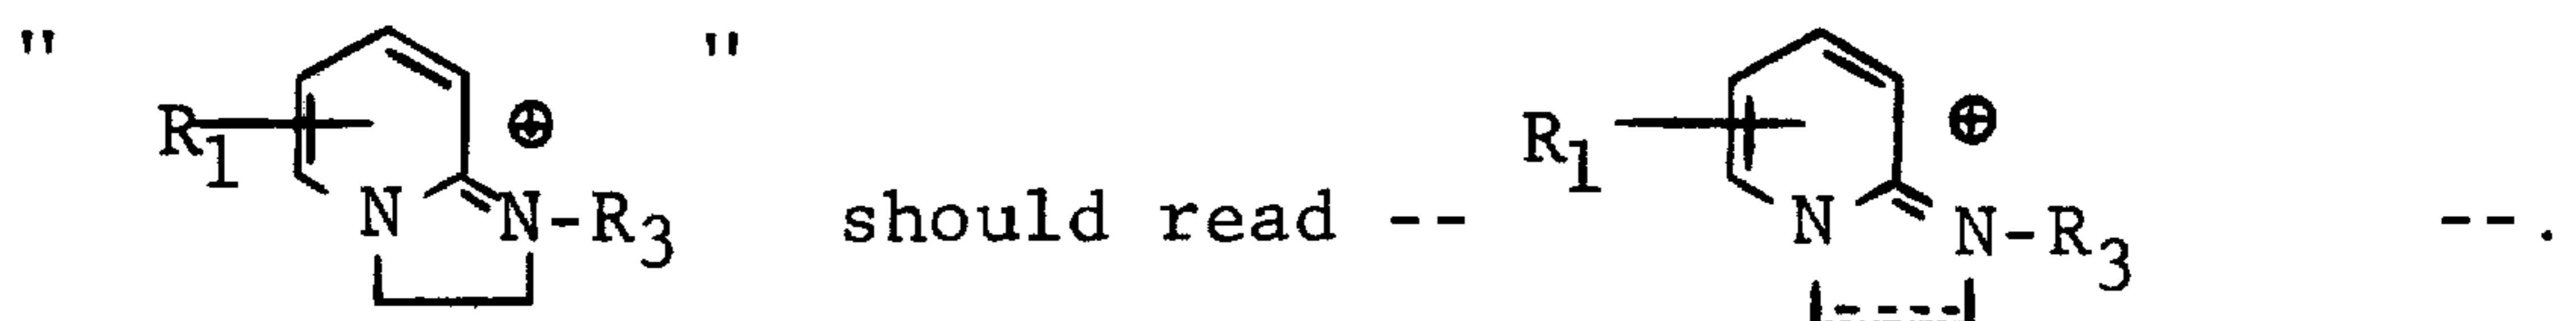 " R1 ⊕ N N-R3 " should read -- R1 ⊕ N N-R3 --.